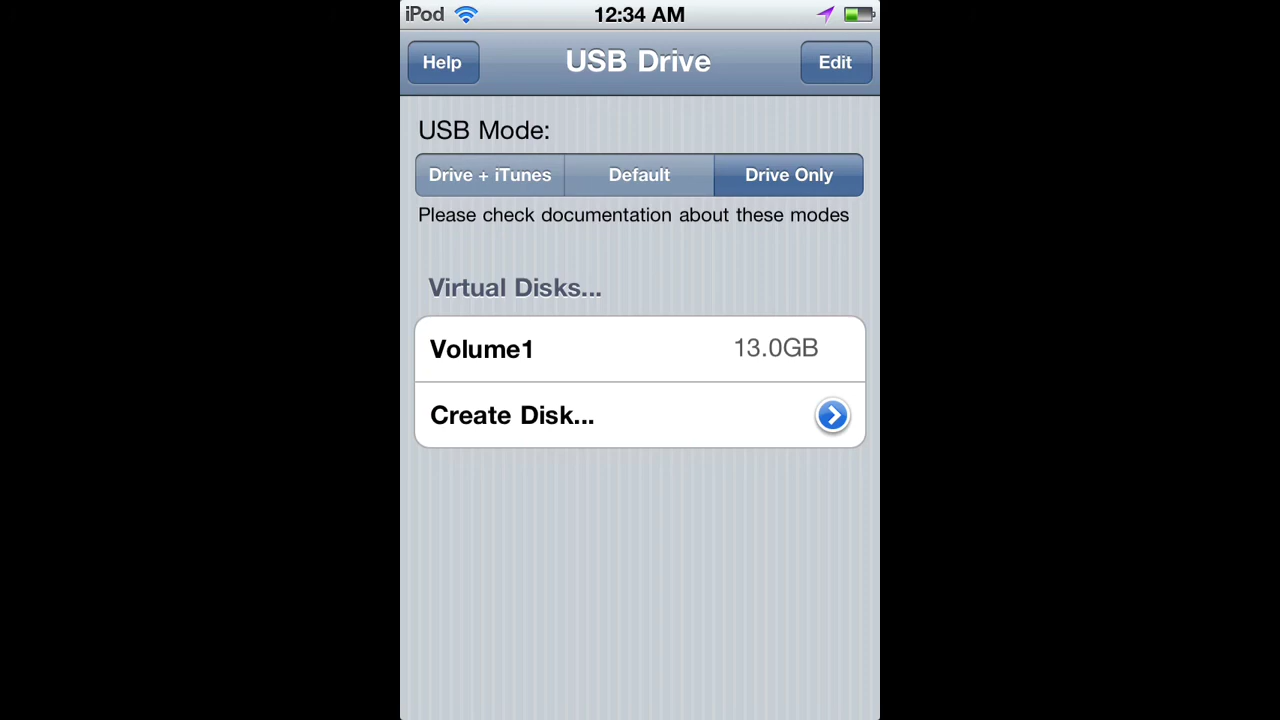 iPod 12:34 AM
Help USB Drive Edit
USB Mode:
Drive + iTunes Default Drive Only
Please check documentation about these modes
Virtual Disks...
Volume1 13.0GB
Create Disk...